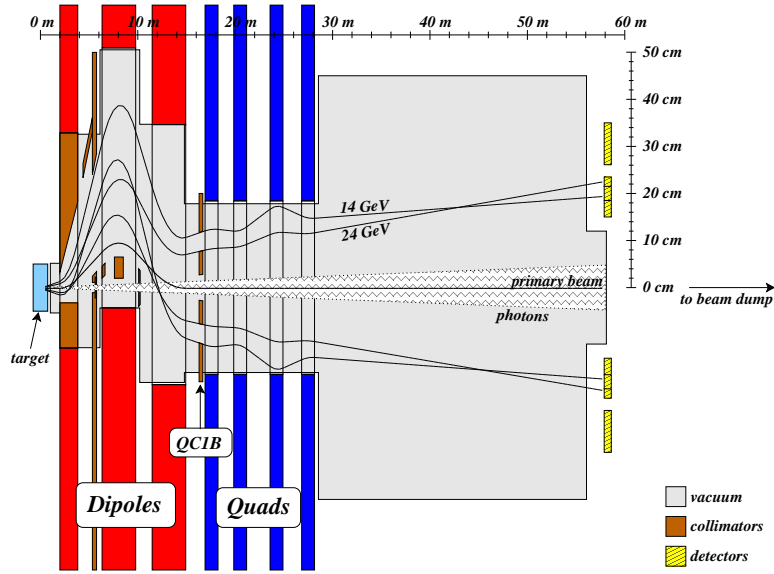 0 m 10 m 20 m 30 m 40 m 50 m 60 m
50 cm
40 cm
30 cm
20 cm
10 cm
0 cm
14 GeV
24 GeV
primary beam
photons
to beam dump
target
QC1B
Dipoles
Quads
vacuum
collimators
detectors